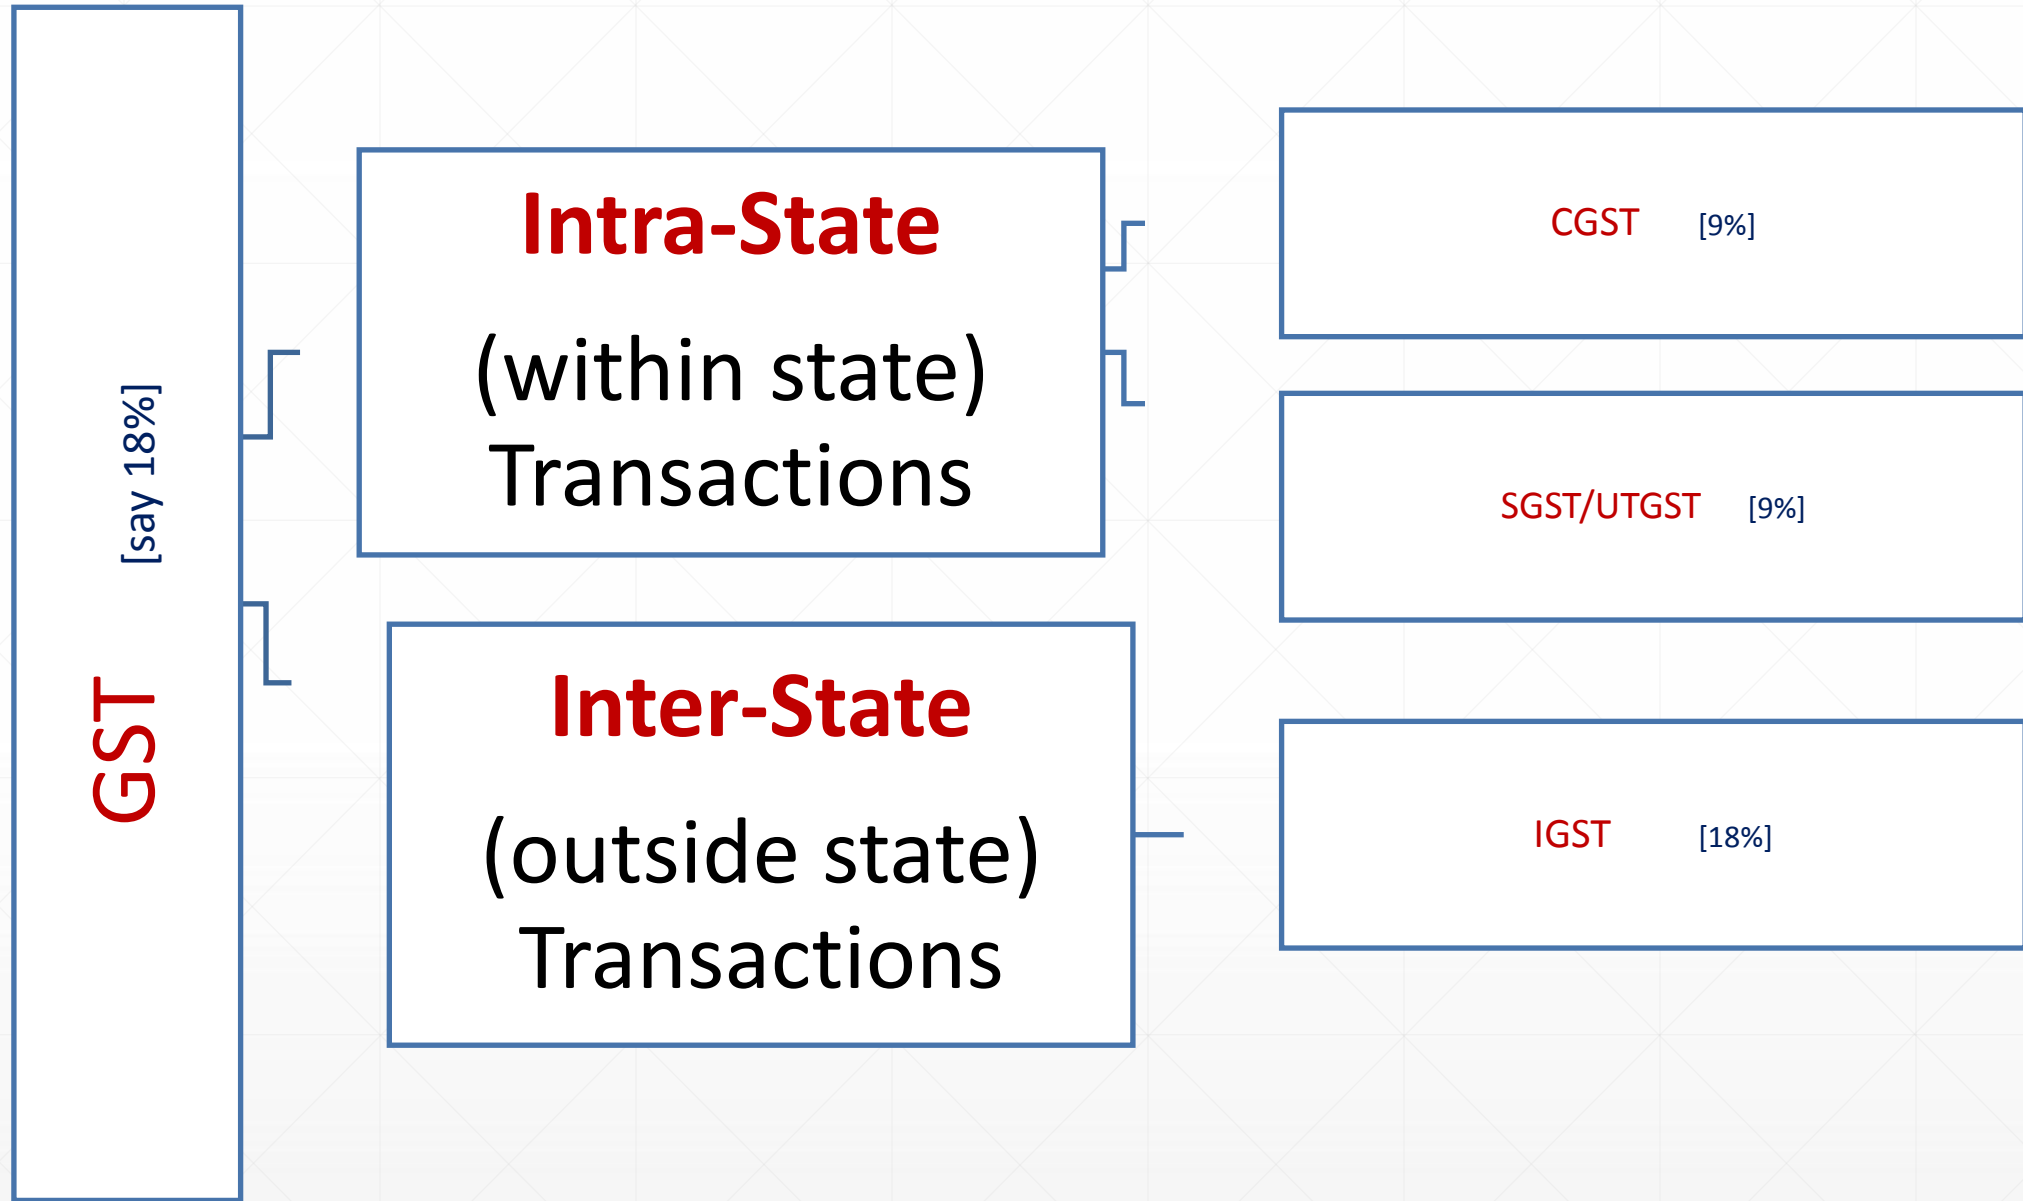 GST [say 18%]
Intra-State
(within state)
Transactions
Inter-State
(outside state)
Transactions
CGST [9%]
SGST/UTGST [9%]
IGST [18%]